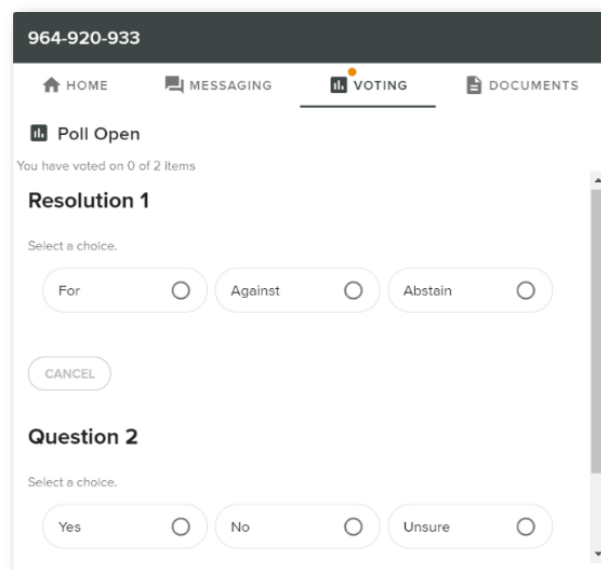 964-920-933
HOME MESSAGING VOTING DOCUMENTS
Poll Open
You have voted on 0 of 2 items
Resolution 1
Select a choice.
For Against Abstain
CANCEL
Question 2
Select a choice.
Yes No Unsure